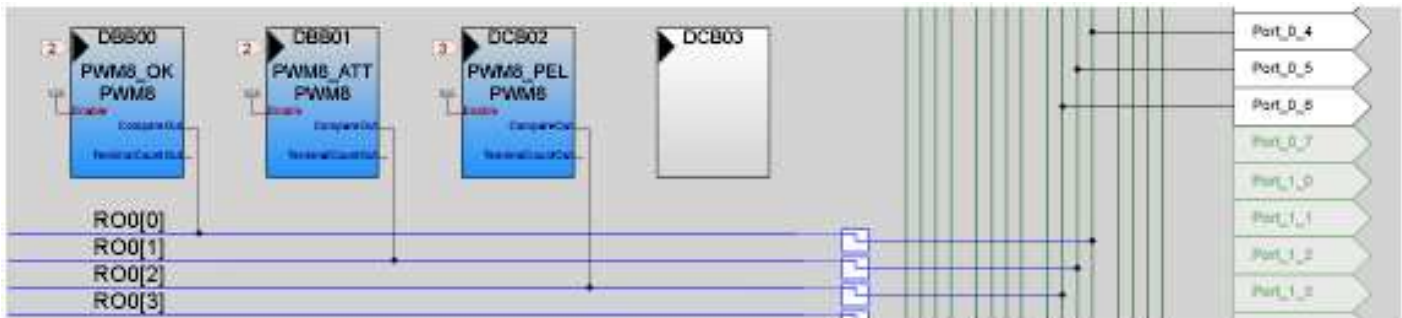 DBB00
DBB01
DCB02
DCB03
2
2
3
PWM8_OK
PWM8_ATT
PWM8_PEL
PWM8
PWM8
PWM8
Enable
Enable
Enable
CompareOut
CompareOut
CompareOut
TerminalCountOut
TerminalCountOut
TerminalCountOut
RO0[0]
RO0[1]
RO0[2]
RO0[3]
Port_0_4
Port_0_5
Port_0_6
Port_0_7
Port_1_0
Port_1_1
Port_1_2
Port_1_3